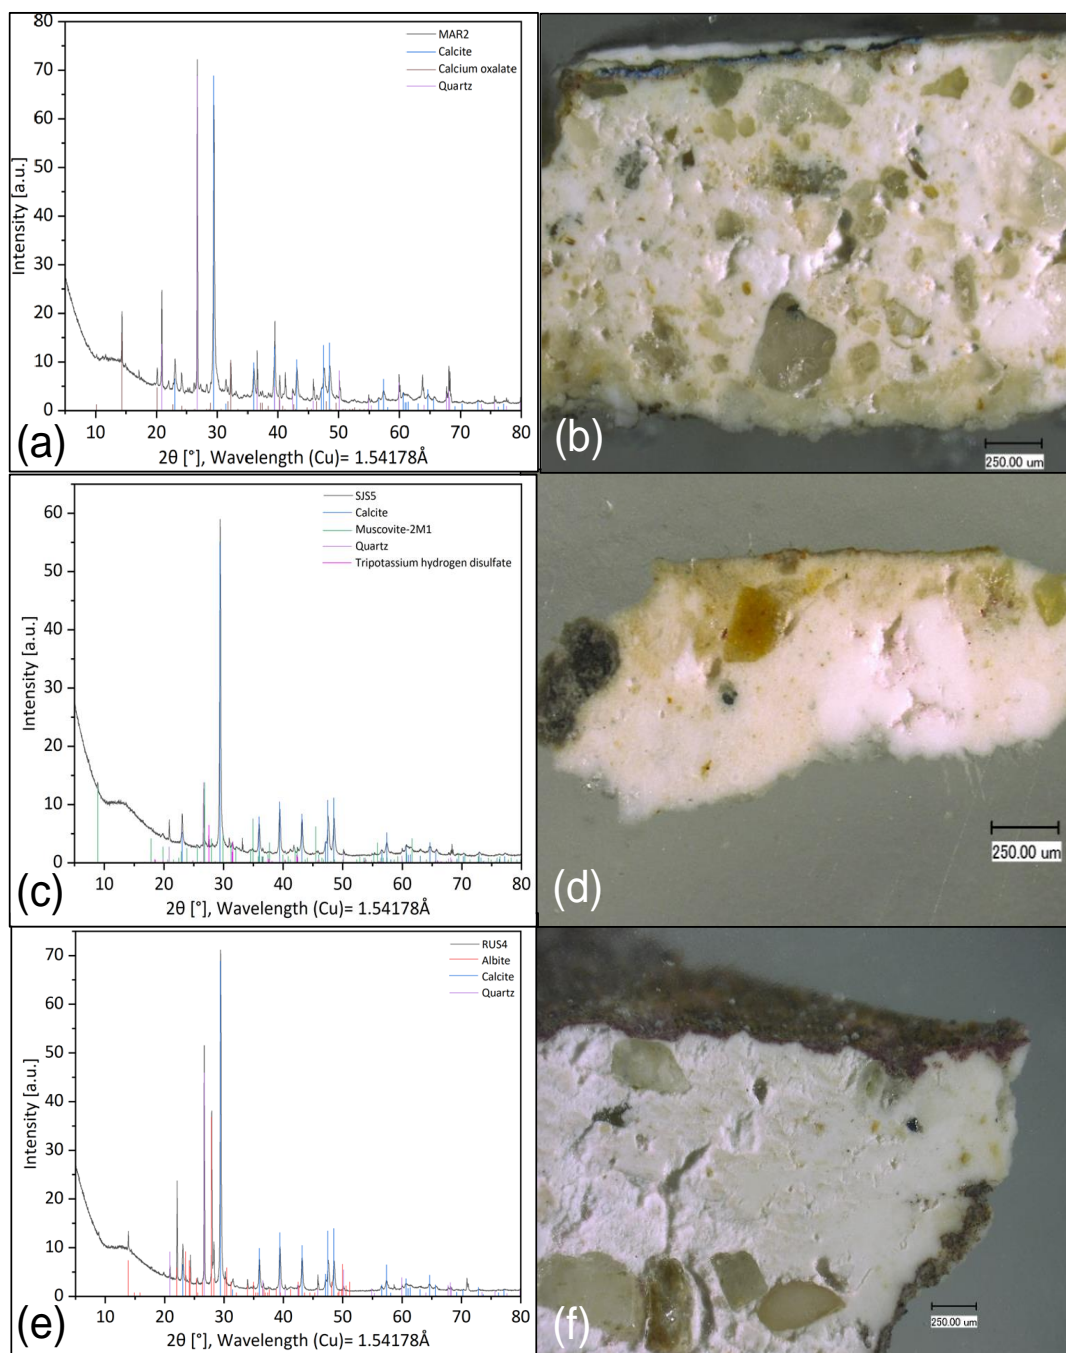 80
70
60
50
40
30
20
10
0
Intensity [a.u.]
MAR2
Calcite
Calcium oxalate
Quartz
10 20 30 40 50 60 70 80
2θ [°], Wavelength (Cu)= 1.54178Å
(a)
(b)
250.00 um
60
50
40
30
20
10
0
Intensity [a.u.]
SJS5
Calcite
Muscovite-2M1
Quartz
Tripotassium hydrogen disulfate
10 20 30 40 50 60 70 80
2θ [°], Wavelength (Cu)= 1.54178Å
(c)
(d)
250.00 um
70
60
50
40
30
20
10
0
Intensity [a.u.]
RUS4
Albite
Calcite
Quartz
10 20 30 40 50 60 70 80
2θ [°], Wavelength (Cu)= 1.54178Å
(e)
(f)
250.00 um